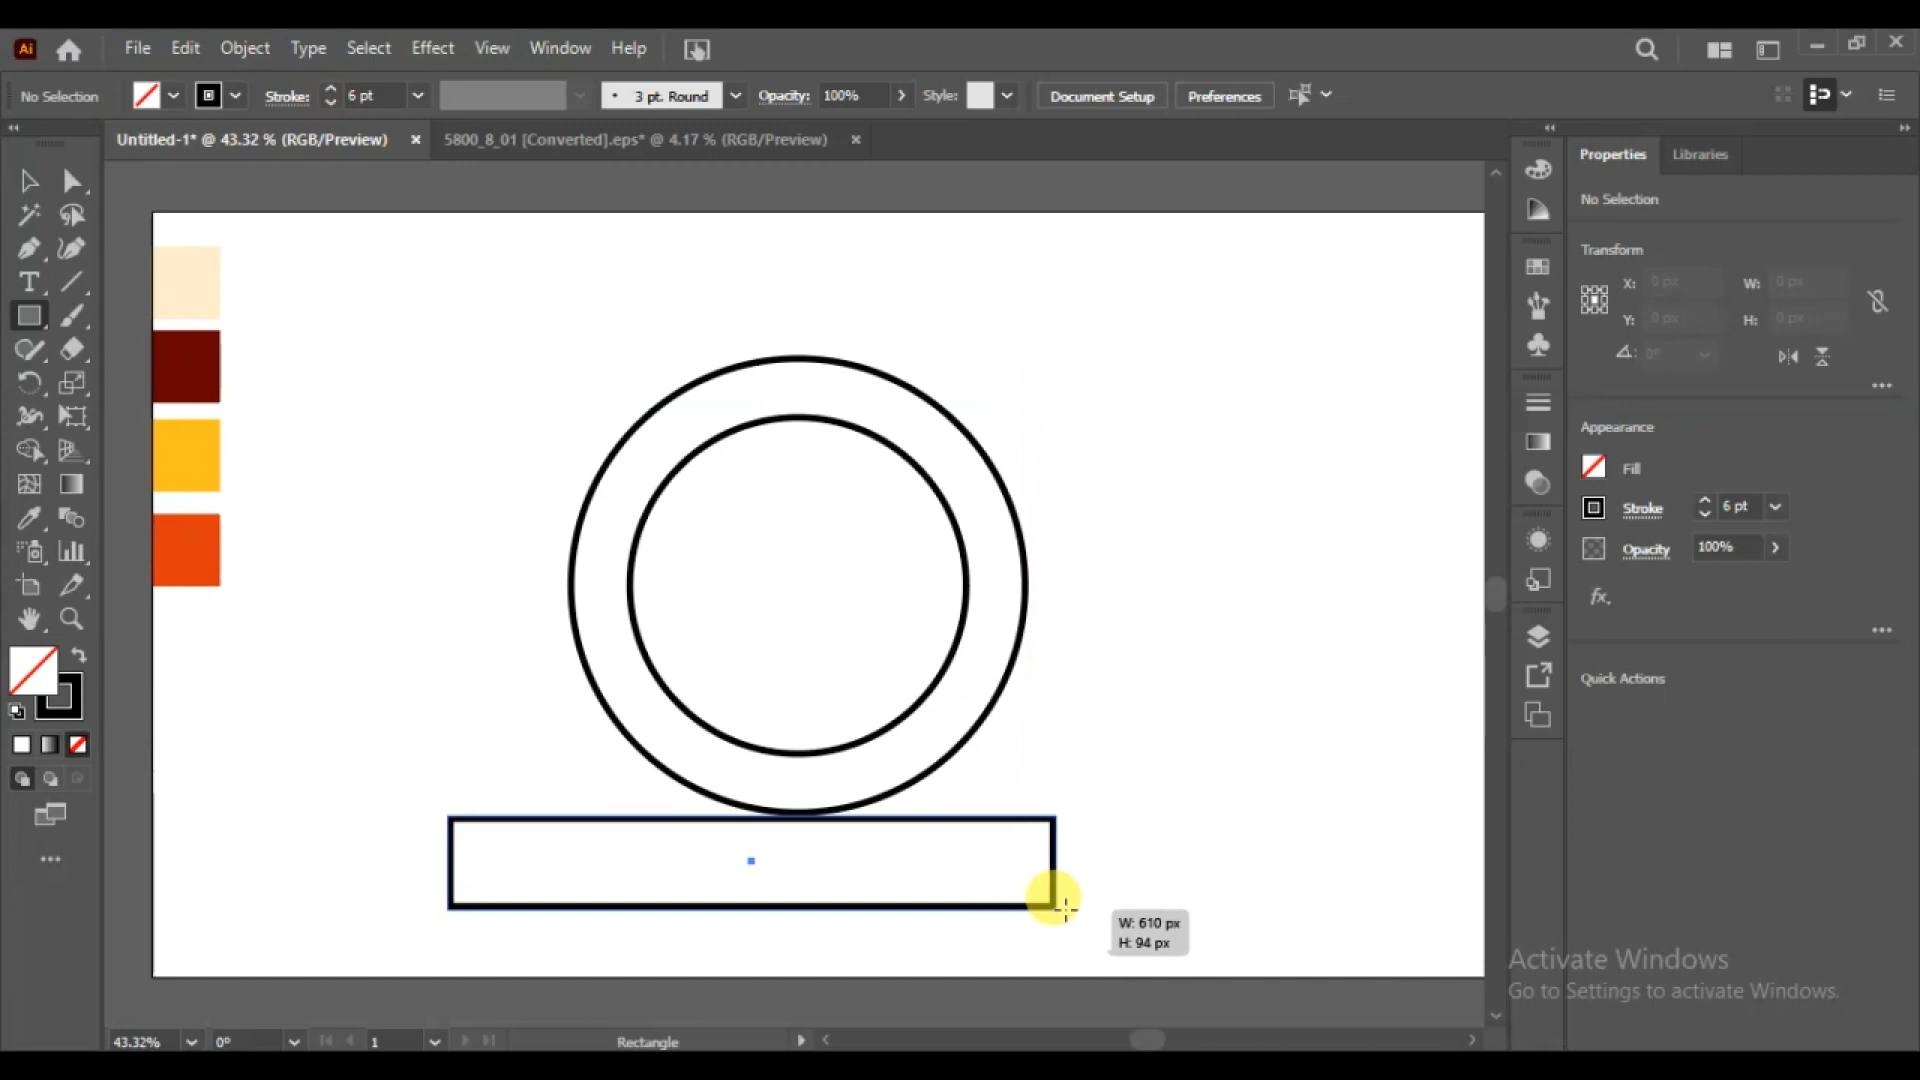 Ai File Edit Object Type Select Effect View Window Help
No Selection Stroke: 6 pt 3 pt. Round Opacity: 100% Style: Document Setup Preferences
Untitled-1* @ 43.32 % (RGB/Preview) × 5800_8_01 [Converted].eps* @ 4.17 % (RGB/Preview) ×
Properties Libraries
No Selection
Transform
X: 0 px W: 0 px
Y: 0 px H: 0 px
0°
Appearance
Fill
Stroke 6 pt
Opacity 100%
fx.
Quick Actions
W: 610 px
H: 94 px
Activate Windows
Go to Settings to activate Windows.
43.32% 0° 1 Rectangle